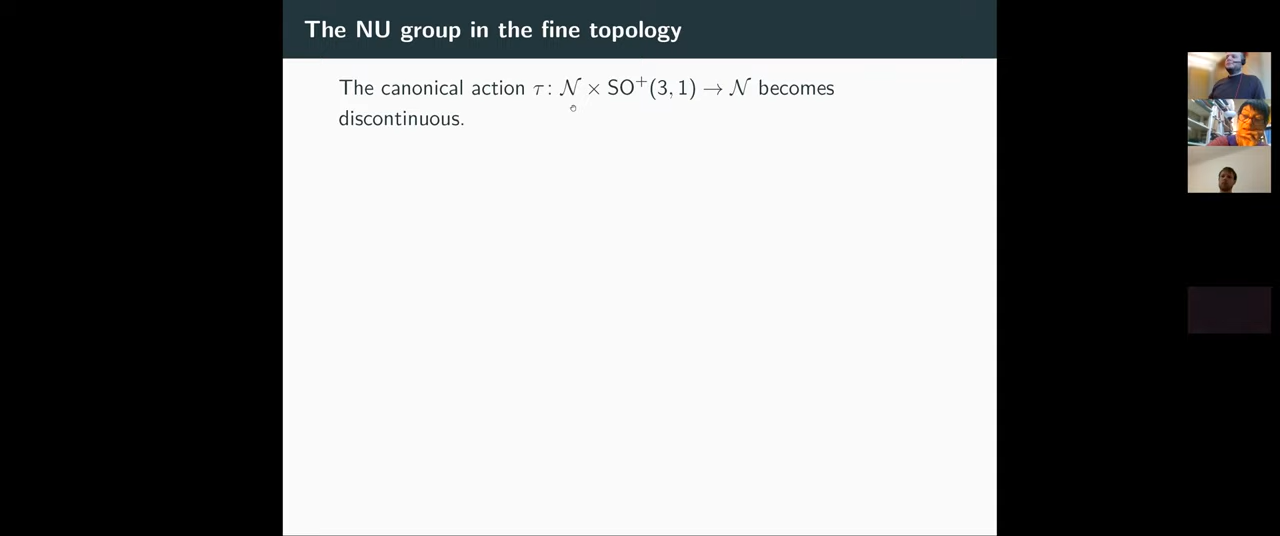 The NU group in the fine topology
The canonical action τ: 𝒩 × SO⁺(3, 1) → 𝒩 becomes
discontinuous.